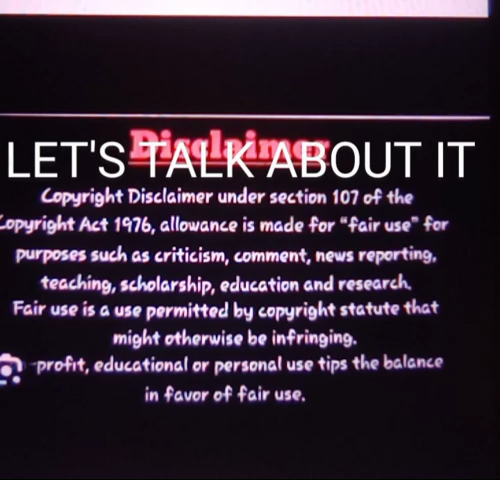 Disclaimer
LET'S TALK ABOUT IT
Copyright Disclaimer under section 107 of the
Copyright Act 1976, allowance is made for "fair use" for
purposes such as criticism, comment, news reporting,
teaching, scholarship, education and research.
Fair use is a use permitted by copyright statute that
might otherwise be infringing.
-profit, educational or personal use tips the balance
in favor of fair use.